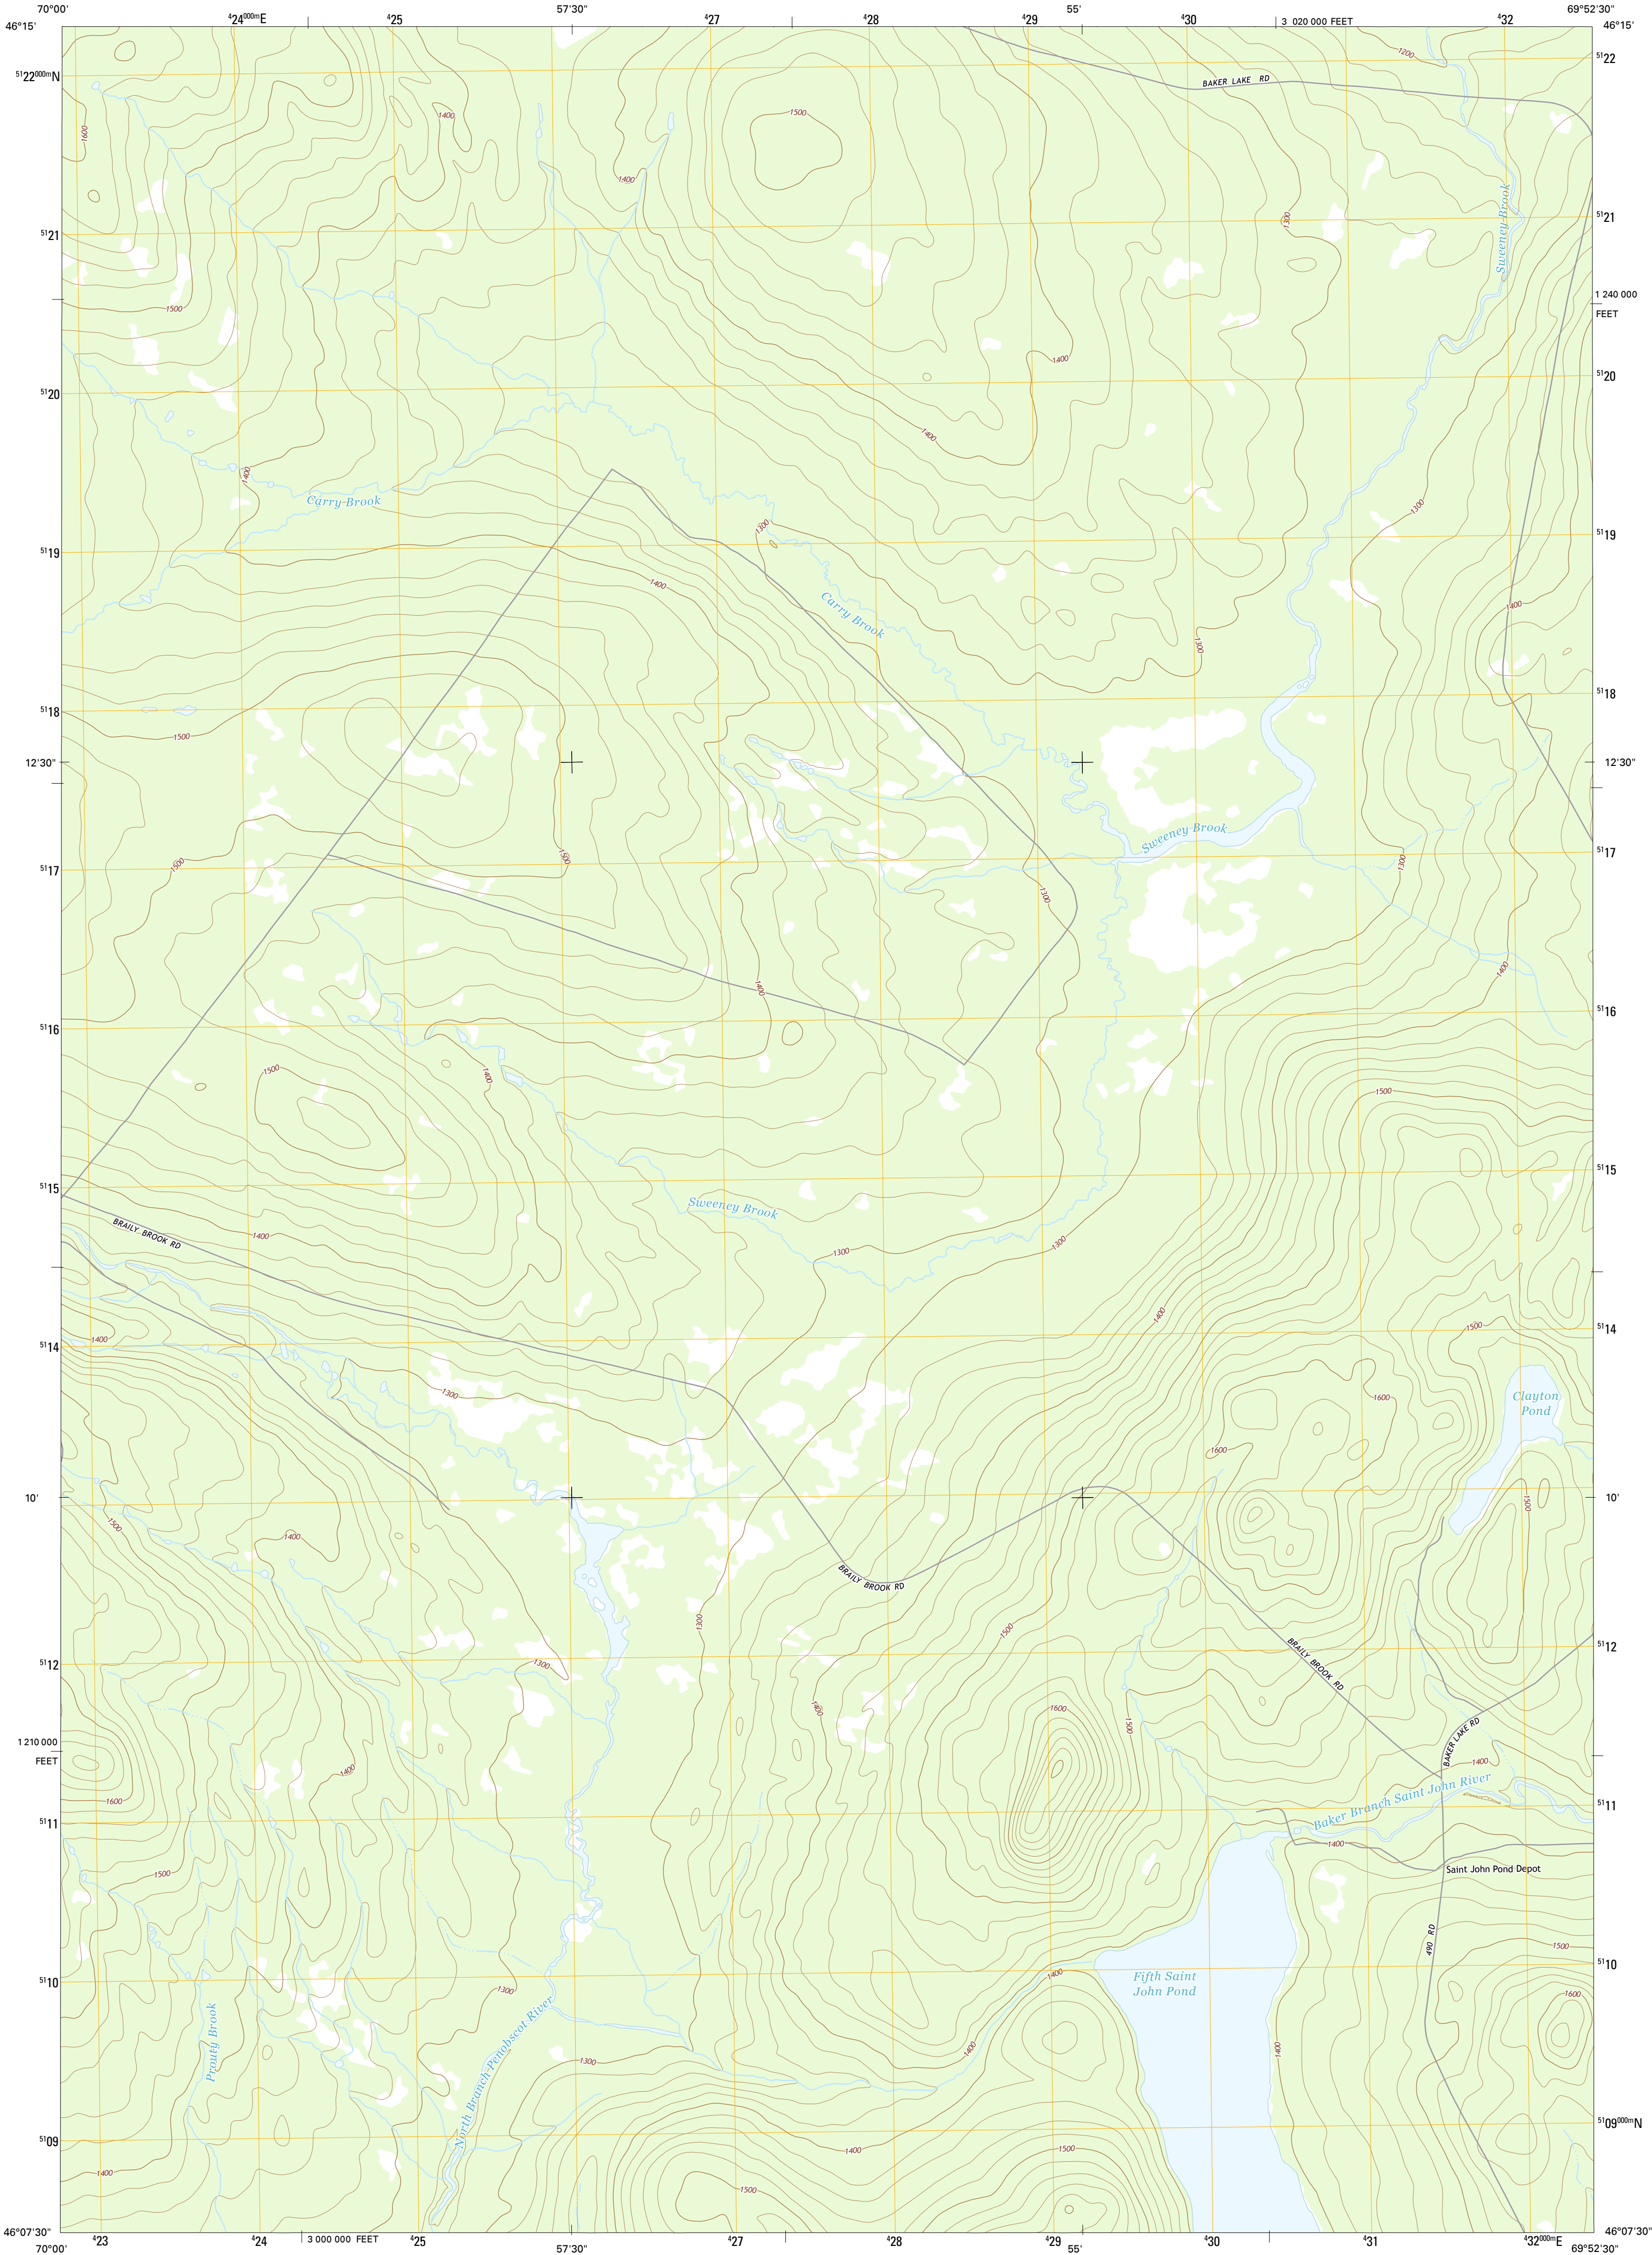 70°00' ⁴24⁰⁰⁰ᵐE ⁴25 57'30" ⁴27 ⁴28 ⁴29 55' ⁴30 3 020 000 FEET ⁴32 69°52'30"
46°15' 46°15'
1200
⁵¹22⁰⁰⁰ᵐN ⁵¹22
BAKER LAKE RD
1600
1400
1500
1400
1300
Sweeney Brook
⁵¹21 ⁵¹21
1500
1 240 000
FEET
1400
⁵¹20 ⁵¹20
1400
1400
Carry Brook
1300
1300
⁵¹19 ⁵¹19
1400
Carry Brook
1400
1300
⁵¹18 ⁵¹18
1500
12'30" 12'30"
Sweeney Brook
1500
1500
1300
⁵¹17 ⁵¹17
1300
1400
1400
⁵¹16 ⁵¹16
1500
1400
1500
⁵¹15 ⁵¹15
Sweeney Brook
BRAILY BROOK RD
1400
1300
1300
1400
1400
1500
⁵¹14 ⁵¹14
1300
1600
Clayton
Pond
1600
10' 10'
1500
1500
1400
BRAILY BROOK RD
1300
1500
1300
BRAILY BROOK RD
⁵¹12 ⁵¹12
1400
1600
1500
BAKER LAKE RD
1 210 000
FEET
1400
1400
1600
Baker Branch Saint John River
⁵¹11 ⁵¹11
1400
Saint John Pond Depot
1500
490 RD
1500
⁵¹10 ⁵¹10
1400
Fifth Saint
John Pond
1300
1600
Prouty Brook
North Branch Penobscot River
1300
1400
1400
⁵¹09 ⁵¹09⁰⁰⁰ᵐN
1400
1500
1400
1500
46°07'30" 46°07'30"
70°00' ⁴23 ⁴24 3 000 000 FEET ⁴25 57'30" ⁴27 ⁴28 ⁴29 55' ⁴30 ⁴31 ⁴32⁰⁰⁰ᵐE 69°52'30"